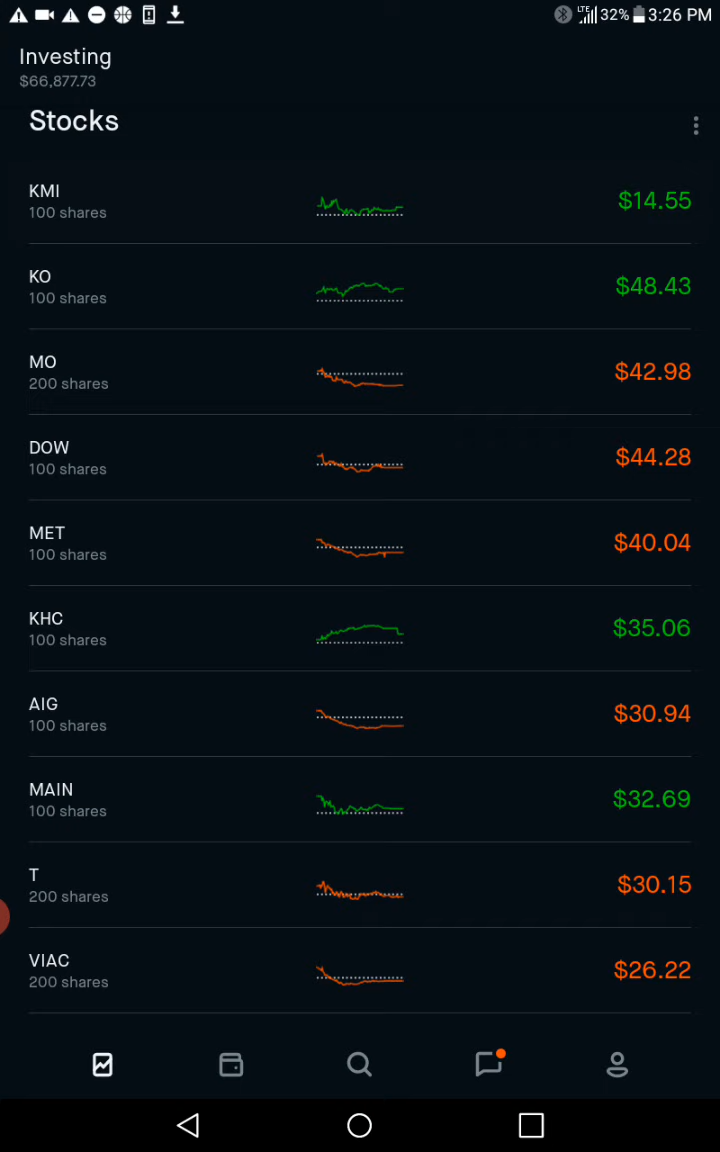 LTE 32% 3:26 PM
Investing
$66,877.73
Stocks
KMI
100 shares
$14.55
KO
100 shares
$48.43
MO
200 shares
$42.98
DOW
100 shares
$44.28
MET
100 shares
$40.04
KHC
100 shares
$35.06
AIG
100 shares
$30.94
MAIN
100 shares
$32.69
T
200 shares
$30.15
VIAC
200 shares
$26.22